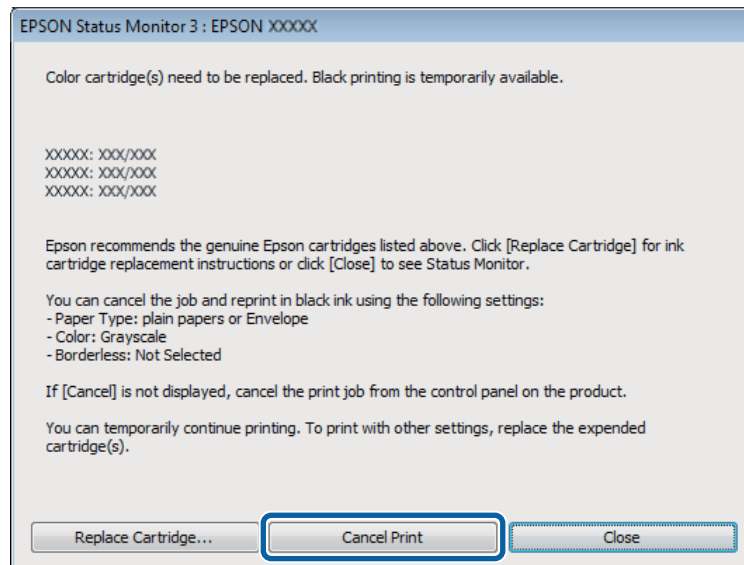 EPSON Status Monitor 3 : EPSON XXXXX
Color cartridge(s) need to be replaced. Black printing is temporarily available.
XXXXX: XXX/XXX
XXXXX: XXX/XXX
XXXXX: XXX/XXX
Epson recommends the genuine Epson cartridges listed above. Click [Replace Cartridge] for ink
cartridge replacement instructions or click [Close] to see Status Monitor.
You can cancel the job and reprint in black ink using the following settings:
- Paper Type: plain papers or Envelope
- Color: Grayscale
- Borderless: Not Selected
If [Cancel] is not displayed, cancel the print job from the control panel on the product.
You can temporarily continue printing. To print with other settings, replace the expended
cartridge(s).
Replace Cartridge... Cancel Print Close